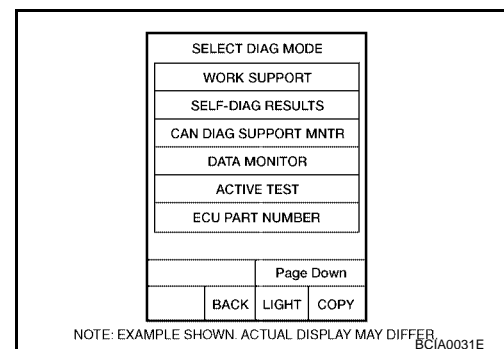 SELECT DIAG MODE
WORK SUPPORT
SELF-DIAG RESULTS
CAN DIAG SUPPORT MNTR
DATA MONITOR
ACTIVE TEST
ECU PART NUMBER
Page Down
BACK LIGHT COPY
NOTE: EXAMPLE SHOWN. ACTUAL DISPLAY MAY DIFFER.
BCIA0031E